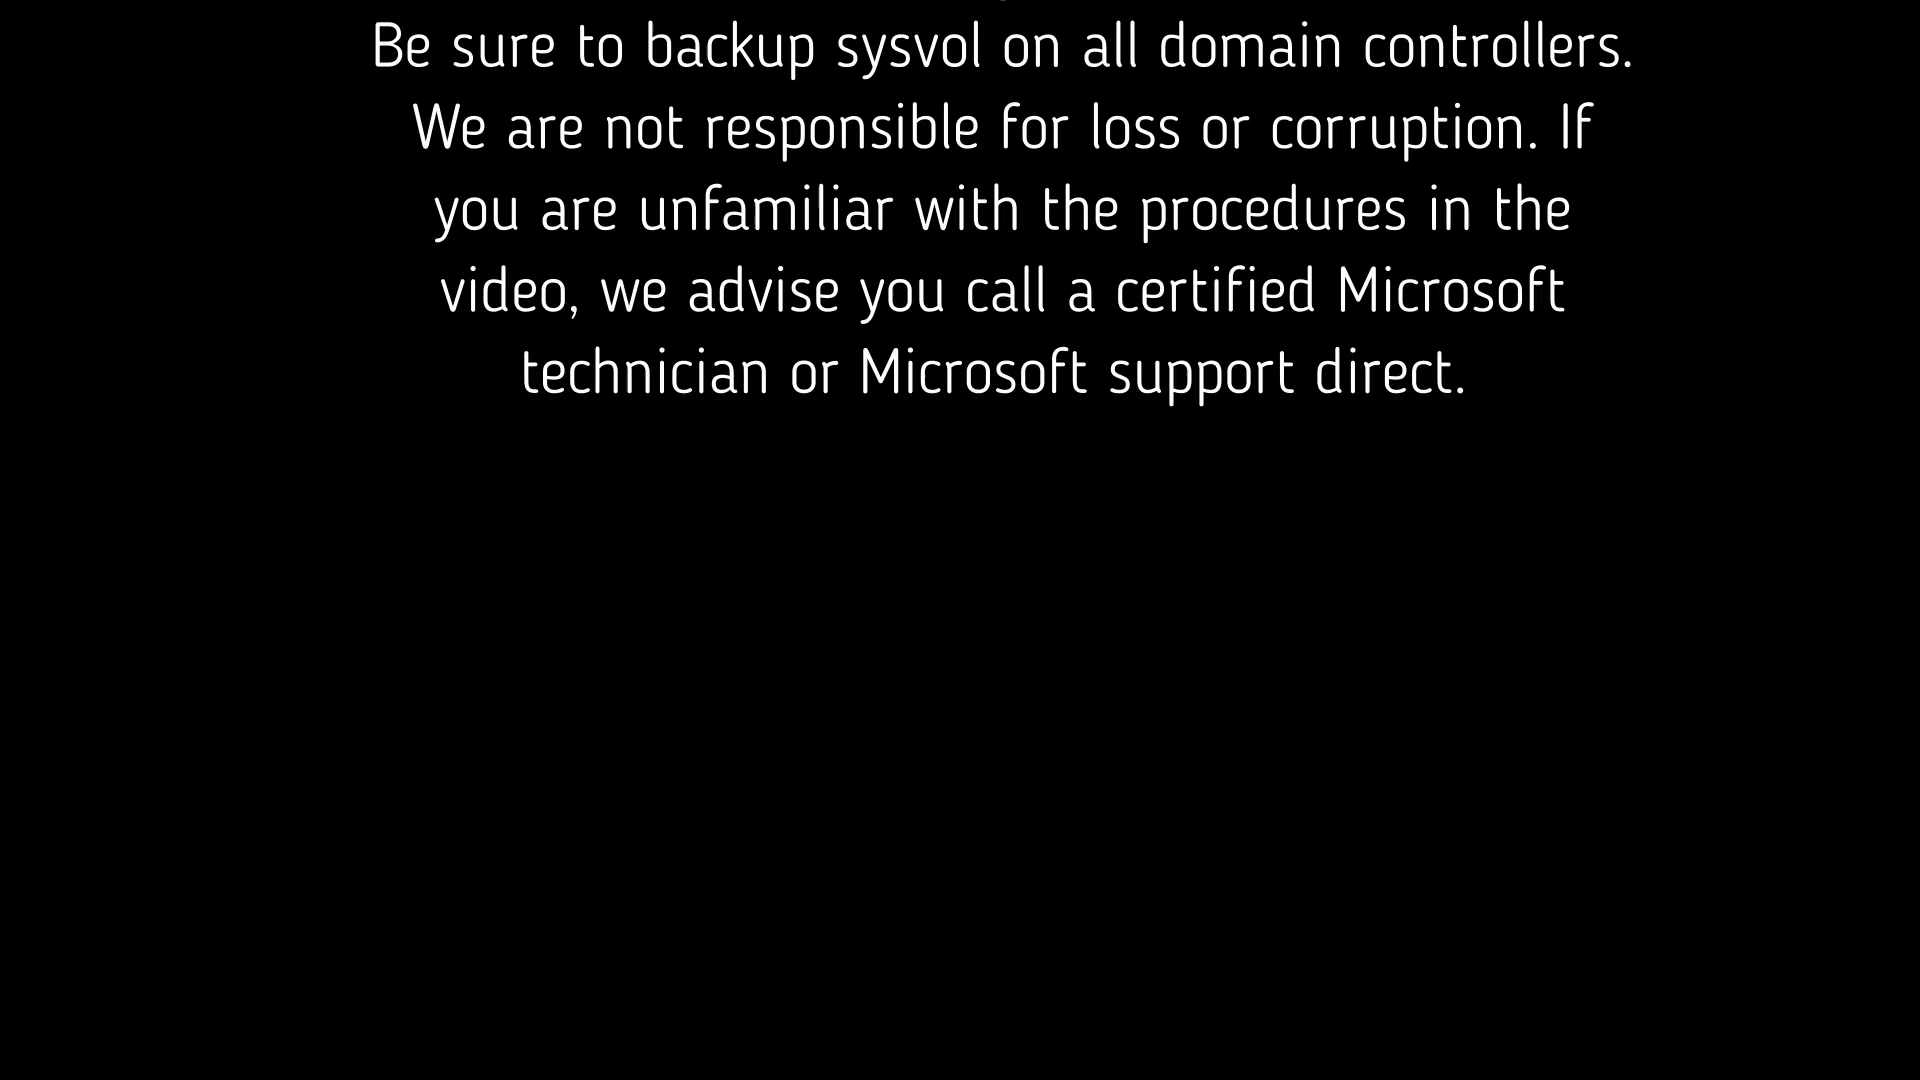 Be sure to backup sysvol on all domain controllers.
We are not responsible for loss or corruption. If
you are unfamiliar with the procedures in the
video, we advise you call a certified Microsoft
technician or Microsoft support direct.